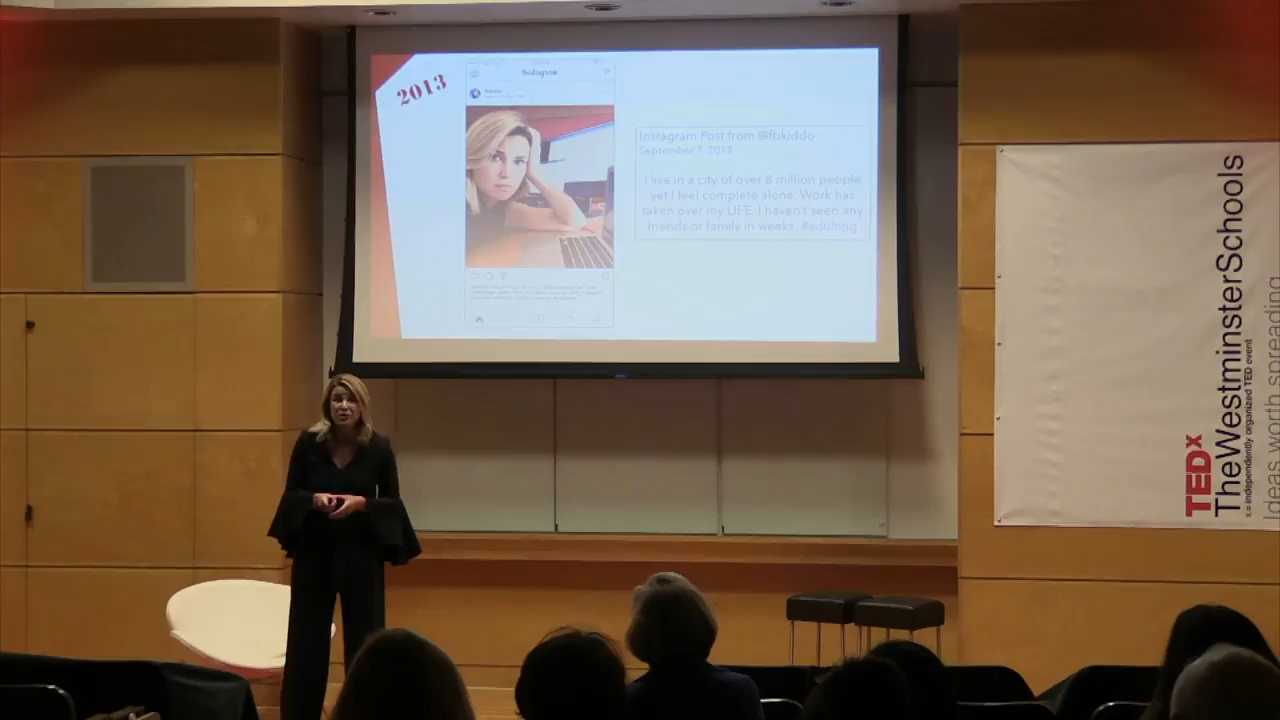 2013
Instagram
Instagram Post from @fbkiddo
September 7, 2013
I live in a city of over 8 million people
yet I feel complete alone. Work has
taken over my LIFE. I haven't seen any
friends or family in weeks. #adulting
TEDx
TheWestminsterSchools
x = independently organized TED event
Ideas worth spreading